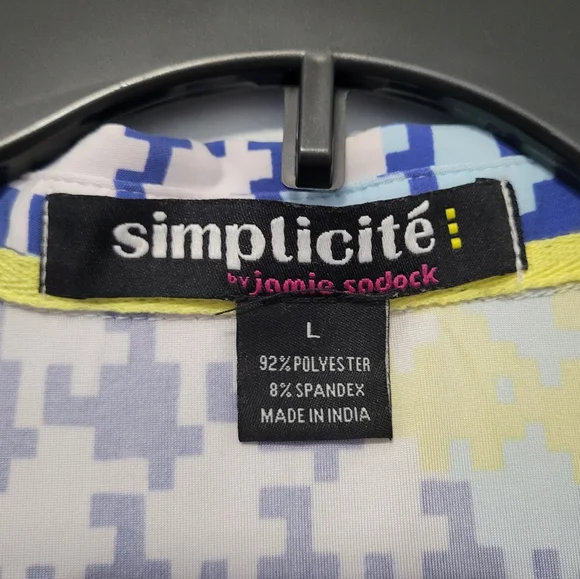 simplicité
by jamie sadock
L
92% POLYESTER
8% SPANDEX
MADE IN INDIA